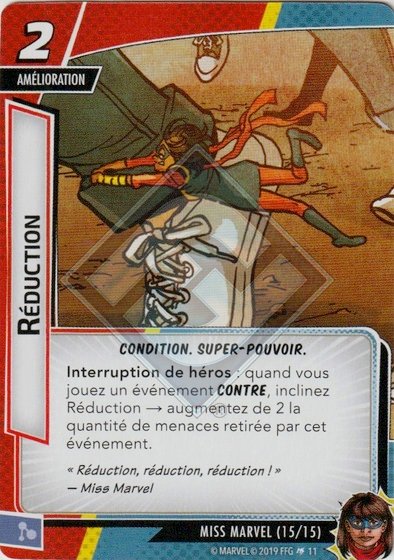 2
AMÉLIORATION
RÉDUCTION
CONDITION. SUPER-POUVOIR.
Interruption de héros : quand vous
jouez un événement CONTRE, inclinez
Réduction → augmentez de 2 la
quantité de menaces retirée par cet
événement.
« Réduction, réduction, réduction ! »
– Miss Marvel
MISS MARVEL (15/15)
© MARVEL © 2019 FFG 11